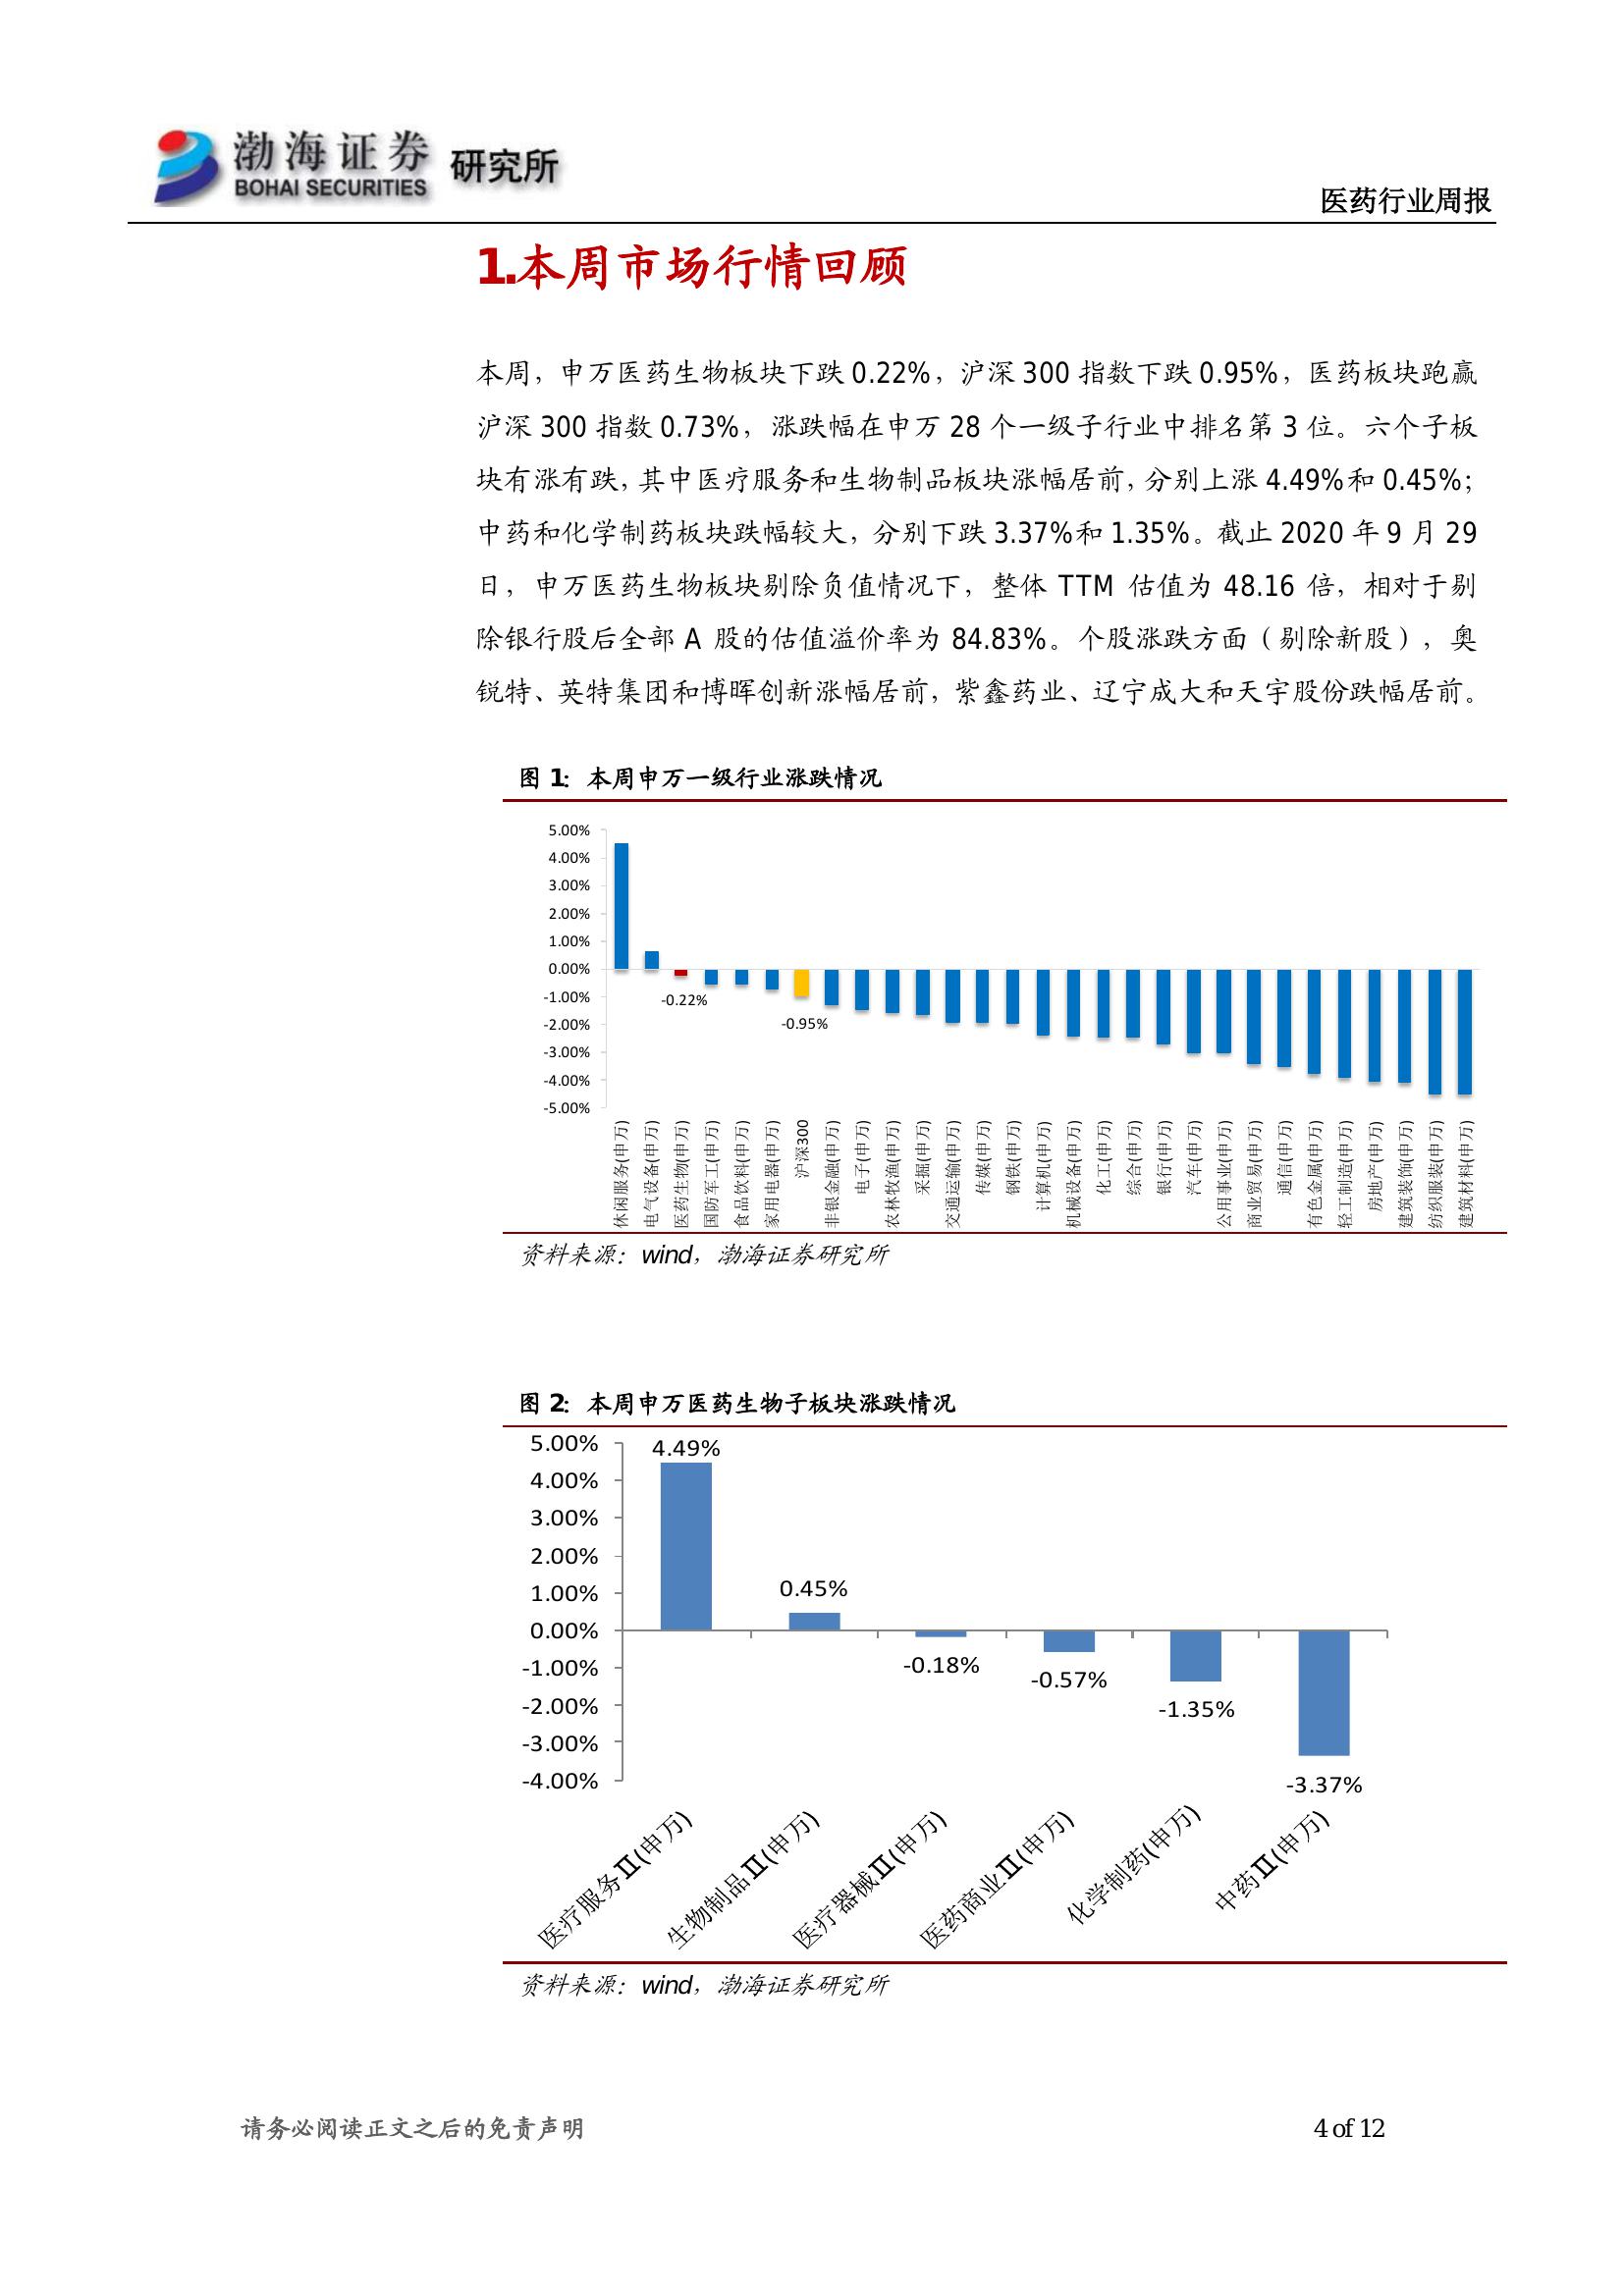 渤海证券 研究所
BOHAI SECURITIES
医药行业周报
1.本周市场行情回顾
本周，申万医药生物板块下跌 0.22%，沪深 300 指数下跌 0.95%，医药板块跑赢
沪深 300 指数 0.73%，涨跌幅在申万 28 个一级子行业中排名第 3 位。六个子板
块有涨有跌，其中医疗服务和生物制品板块涨幅居前，分别上涨 4.49%和 0.45%；
中药和化学制药板块跌幅较大，分别下跌 3.37%和 1.35%。截止 2020 年 9 月 29
日，申万医药生物板块剔除负值情况下，整体 TTM 估值为 48.16 倍，相对于剔
除银行股后全部 A 股的估值溢价率为 84.83%。个股涨跌方面（剔除新股），奥
锐特、英特集团和博晖创新涨幅居前，紫鑫药业、辽宁成大和天宇股份跌幅居前。
图 1：本周申万一级行业涨跌情况
5.00%
4.00%
3.00%
2.00%
1.00%
0.00%
-1.00%
-2.00%
-3.00%
-4.00%
-5.00%
-0.22%
-0.95%
休闲服务(申万)
电气设备(申万)
医药生物(申万)
国防军工(申万)
食品饮料(申万)
家用电器(申万)
沪深300
非银金融(申万)
电子(申万)
农林牧渔(申万)
采掘(申万)
交通运输(申万)
传媒(申万)
钢铁(申万)
计算机(申万)
机械设备(申万)
化工(申万)
综合(申万)
银行(申万)
汽车(申万)
公用事业(申万)
商业贸易(申万)
通信(申万)
有色金属(申万)
轻工制造(申万)
房地产(申万)
建筑装饰(申万)
纺织服装(申万)
建筑材料(申万)
资料来源：wind，渤海证券研究所
图 2：本周申万医药生物子板块涨跌情况
5.00%
4.00%
3.00%
2.00%
1.00%
0.00%
-1.00%
-2.00%
-3.00%
-4.00%
4.49%
0.45%
-0.18%
-0.57%
-1.35%
-3.37%
医疗服务Ⅱ(申万)
生物制品Ⅱ(申万)
医疗器械Ⅱ(申万)
医药商业Ⅱ(申万)
化学制药(申万)
中药Ⅱ(申万)
资料来源：wind，渤海证券研究所
请务必阅读正文之后的免责声明
4 of 12